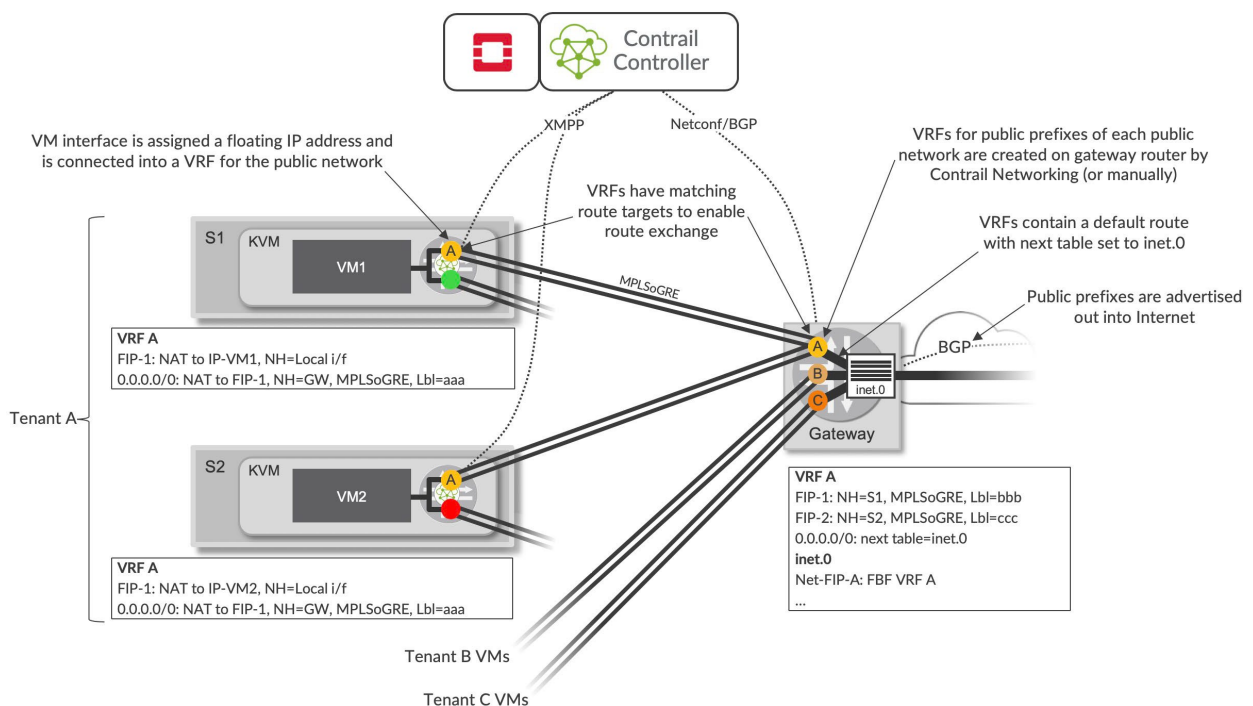 Contrail
Controller
XMPP
Netconf/BGP
VM interface is assigned a floating IP address and
is connected into a VRF for the public network
VRFs have matching
route targets to enable
route exchange
VRFs for public prefixes of each public
network are created on gateway router by
Contrail Networking (or manually)
VRFs contain a default route
with next table set to inet.0
Public prefixes are advertised
out into Internet
S1
KVM
VM1
A
MPLSoGRE
VRF A
FIP-1: NAT to IP-VM1, NH=Local i/f
0.0.0.0/0: NAT to FIP-1, NH=GW, MPLSoGRE, Lbl=aaa
Tenant A
S2
KVM
VM2
A
VRF A
FIP-1: NAT to IP-VM2, NH=Local i/f
0.0.0.0/0: NAT to FIP-1, NH=GW, MPLSoGRE, Lbl=aaa
A
B
C
inet.0
BGP
Gateway
VRF A
FIP-1: NH=S1, MPLSoGRE, Lbl=bbb
FIP-2: NH=S2, MPLSoGRE, Lbl=ccc
0.0.0.0/0: next table=inet.0
inet.0
Net-FIP-A: FBF VRF A
...
Tenant B VMs
Tenant C VMs